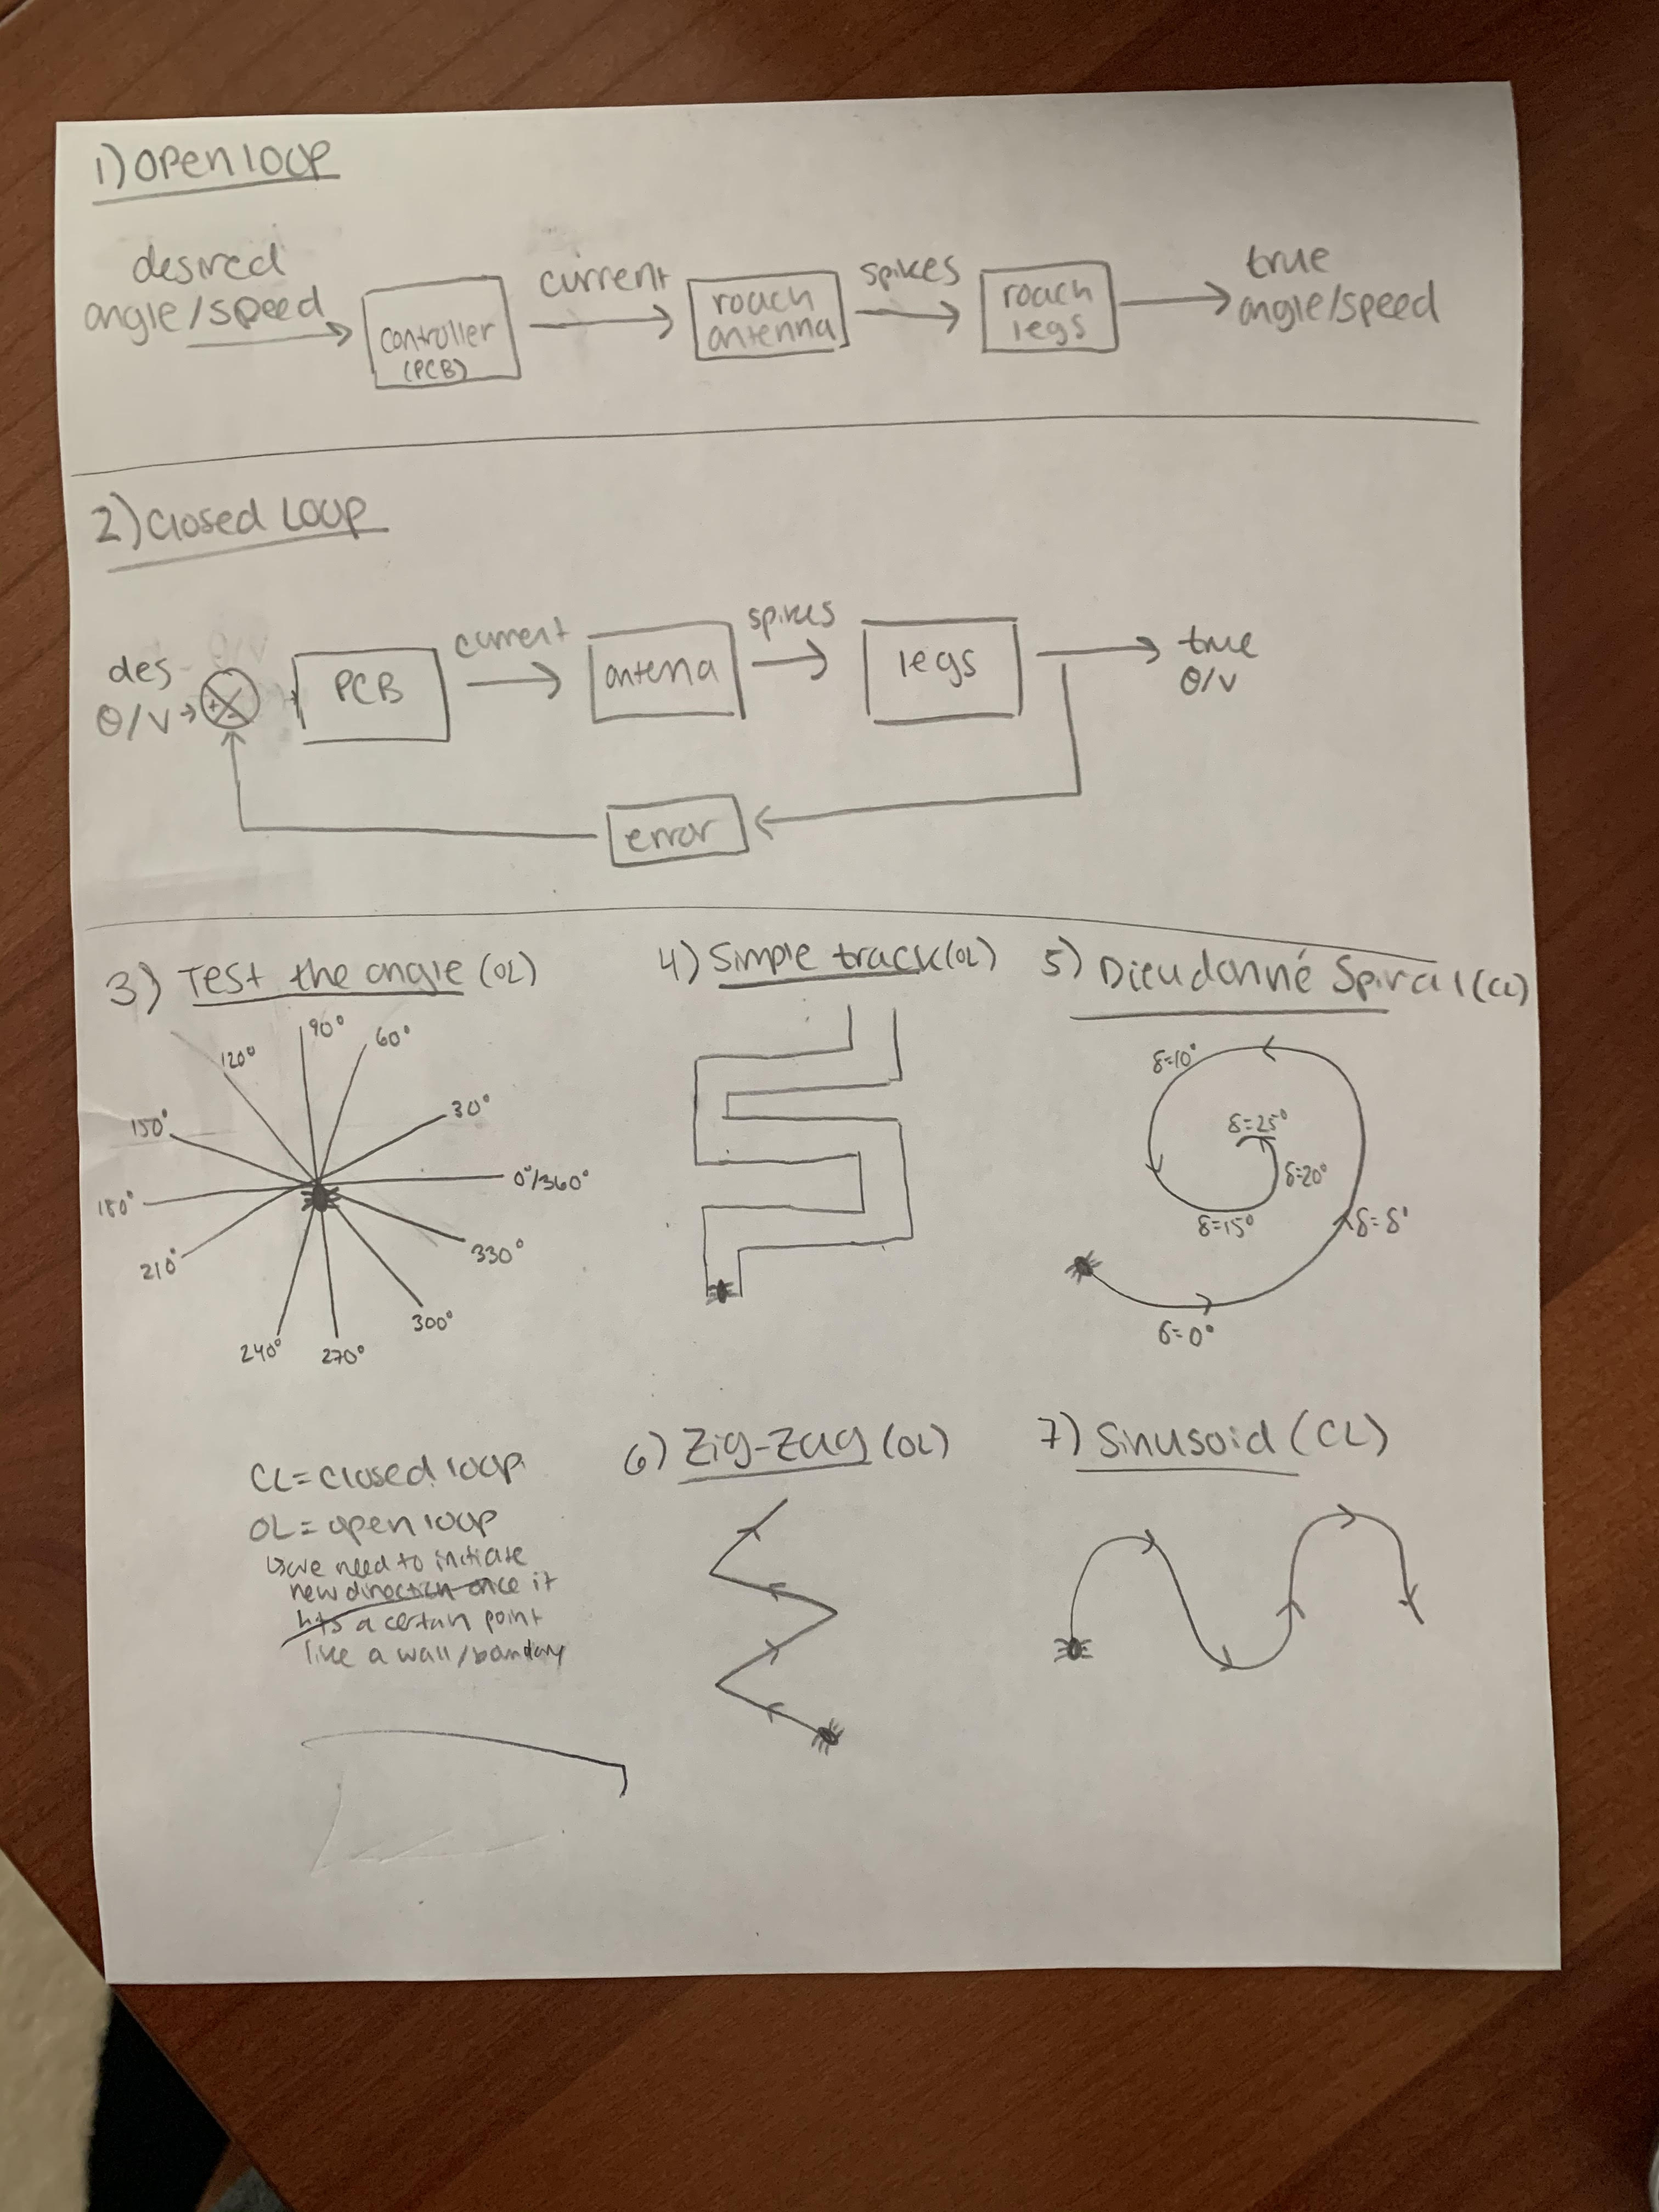 1) Open loop
desired
angle/speed
controller
(PCB)
current
roach
antenna
spikes
roach
legs
true
angle/speed
2) Closed Loop
des
θ/v
+
-
PCB
current
antena
spikes
legs
true
θ/v
error
3) Test the angle (OL)
90°
60°
120°
30°
150°
0°/360°
180°
330°
210°
300°
240°
270°
4) Simple track (OL)
5) Dieudonné Spiral (CL)
δ=10°
δ=25°
δ=20°
δ=15°
δ=8°
δ=0°
CL = closed loop
OL = open loop
↳ we need to initiate
new direction once it
hits a certain point
like a wall/boundary
6) Zig-Zag (OL)
7) Sinusoid (CL)